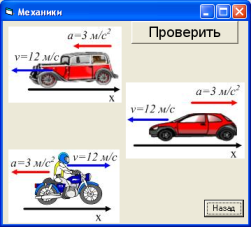 Механики
Проверить
a=3 м/с²
v=12 м/с
x
a=3 м/с²
v=12 м/с
x
a=3 м/с²
v=12 м/с
x
Назад